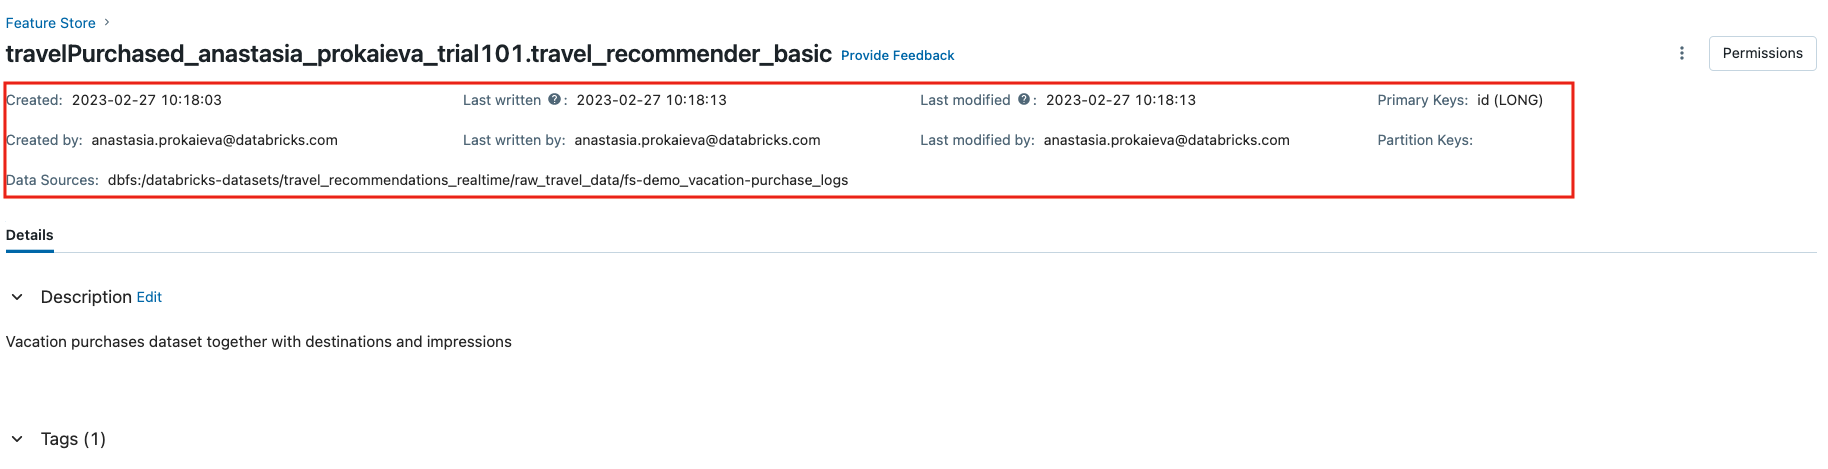 Feature Store >
travelPurchased_anastasia_prokaieva_trial101.travel_recommender_basic Provide Feedback Permissions
Created: 2023-02-27 10:18:03 Last written ?: 2023-02-27 10:18:13 Last modified ?: 2023-02-27 10:18:13 Primary Keys: id (LONG)
Created by: anastasia.prokaieva@databricks.com Last written by: anastasia.prokaieva@databricks.com Last modified by: anastasia.prokaieva@databricks.com Partition Keys:
Data Sources: dbfs:/databricks-datasets/travel_recommendations_realtime/raw_travel_data/fs-demo_vacation-purchase_logs
Details
Description Edit
Vacation purchases dataset together with destinations and impressions
Tags (1)